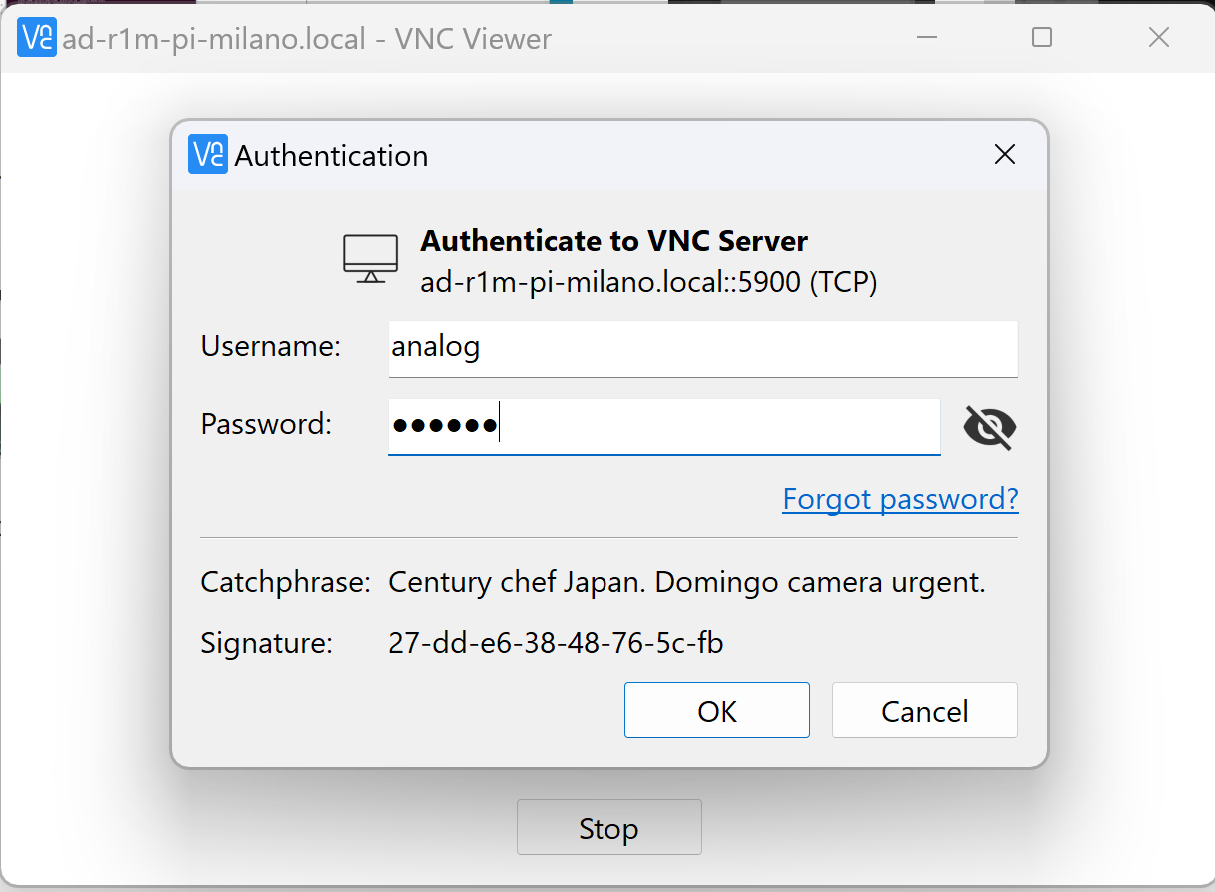 ad-r1m-pi-milano.local - VNC Viewer
Authentication
Authenticate to VNC Server
ad-r1m-pi-milano.local::5900 (TCP)
Username: analog
Password: ●●●●●●
Forgot password?
Catchphrase: Century chef Japan. Domingo camera urgent.
Signature: 27-dd-e6-38-48-76-5c-fb
OK Cancel
Stop